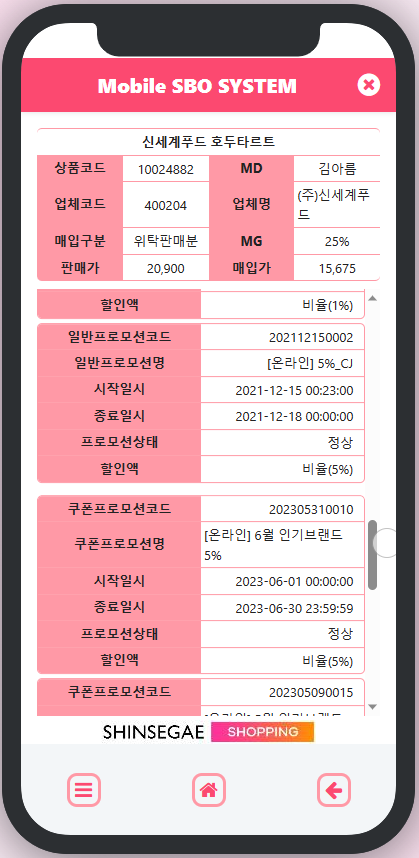 Mobile SBO SYSTEM
신세계푸드 호두타르트
상품코드 10024882 MD 김아름
업체코드 400204 업체명 (주)신세계푸
드
매입구분 위탁판매분 MG 25%
판매가 20,900 매입가 15,675
할인액 비율(1%)
일반프로모션코드 202112150002
일반프로모션명 [온라인] 5%_CJ
시작일시 2021-12-15 00:23:00
종료일시 2021-12-18 00:00:00
프로모션상태 정상
할인액 비율(5%)
쿠폰프로모션코드 202305310010
쿠폰프로모션명 [온라인] 6월 인기브랜드
5%
시작일시 2023-06-01 00:00:00
종료일시 2023-06-30 23:59:59
프로모션상태 정상
할인액 비율(5%)
쿠폰프로모션코드 202305090015
SHINSEGAE SHOPPING